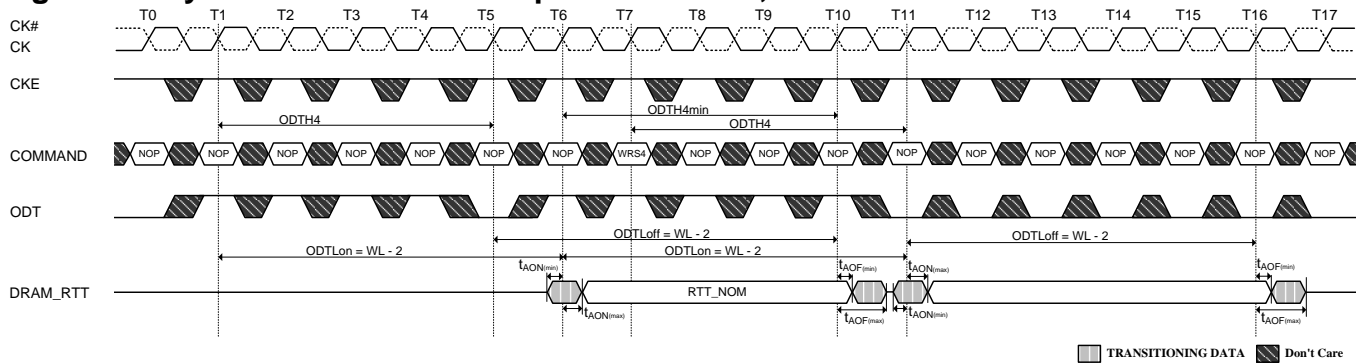 T0 T1 T2 T3 T4 T5 T6 T7 T8 T9 T10 T11 T12 T13 T14 T15 T16 T17
CK#
CK
CKE
ODTH4 ODTH4min
ODTH4
COMMAND NOP NOP NOP NOP NOP NOP NOP WRS4 NOP NOP NOP NOP NOP NOP NOP NOP NOP NOP
ODT
ODTLoff = WL - 2 ODTLoff = WL - 2
ODTLon = WL - 2 ODTLon = WL - 2
tAON(min) tAOF(min) tAON(max) tAOF(min)
DRAM_RTT RTT_NOM
tAON(max) tAOF(max) tAON(min) tAOF(max)
TRANSITIONING DATA Don't Care